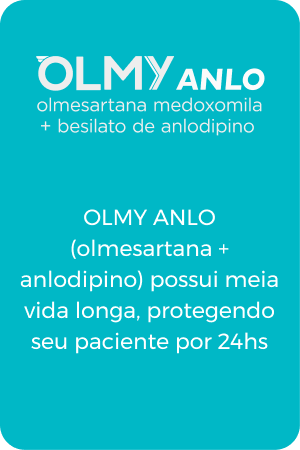 OLMY ANLO
olmesartana medoxomila
+ besilato de anlodipino
OLMY ANLO
(olmesartana +
anlodipino) possui meia
vida longa, protegendo
seu paciente por 24hs